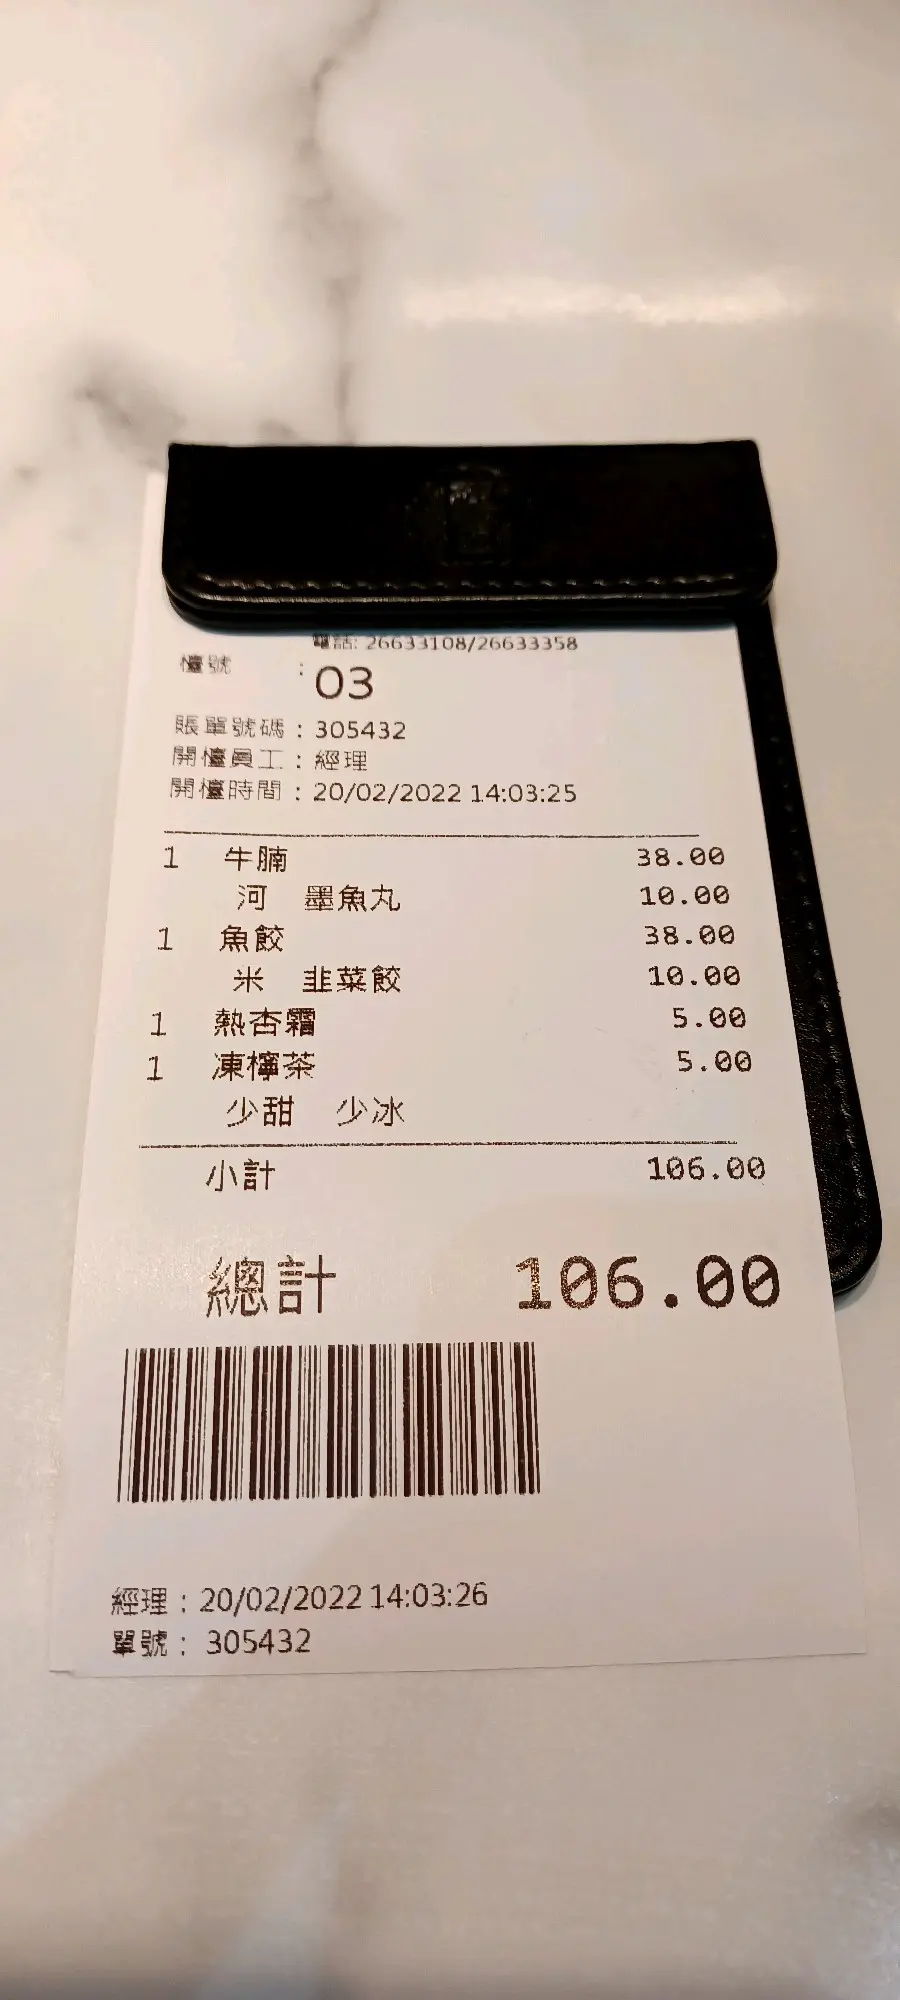 電話: 26633108/26633358
檯號 : 03
賬單號碼 : 305432
開檯員工 : 經理
開檯時間 : 20/02/2022 14:03:25
1 牛腩 38.00
河 墨魚丸 10.00
1 魚餃 38.00
米 韭菜餃 10.00
1 熱杏霜 5.00
1 凍檸茶 5.00
少甜 少冰
小計 106.00
總計 106.00
經理 : 20/02/2022 14:03:26
單號 : 305432